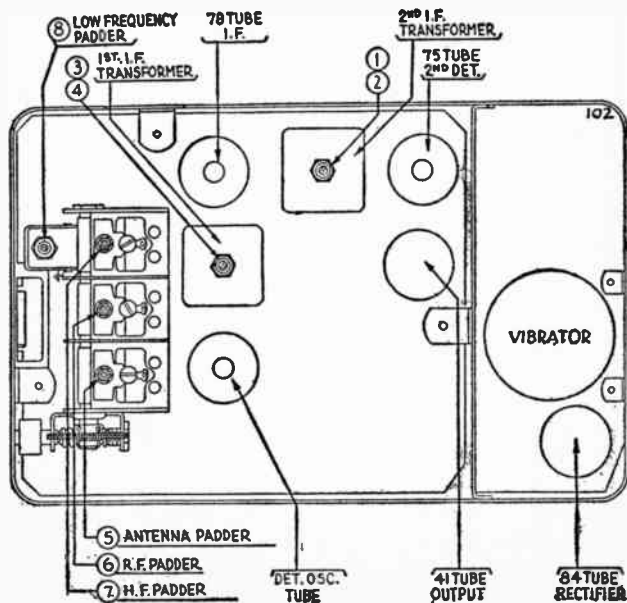 ⑧ LOW FREQUENCY
PADDER
78 TUBE
I.F.
2ND I.F.
TRANSFORMER
③ 1ST. I.F.
④ TRANSFORMER
①
②
75 TUBE
2ND DET.
102
VIBRATOR
⑤ ANTENNA PADDER
⑥ R.F. PADDER
⑦ H.F. PADDER
DET. OSC.
TUBE
41 TUBE
OUTPUT
84 TUBE
RECTIFIER